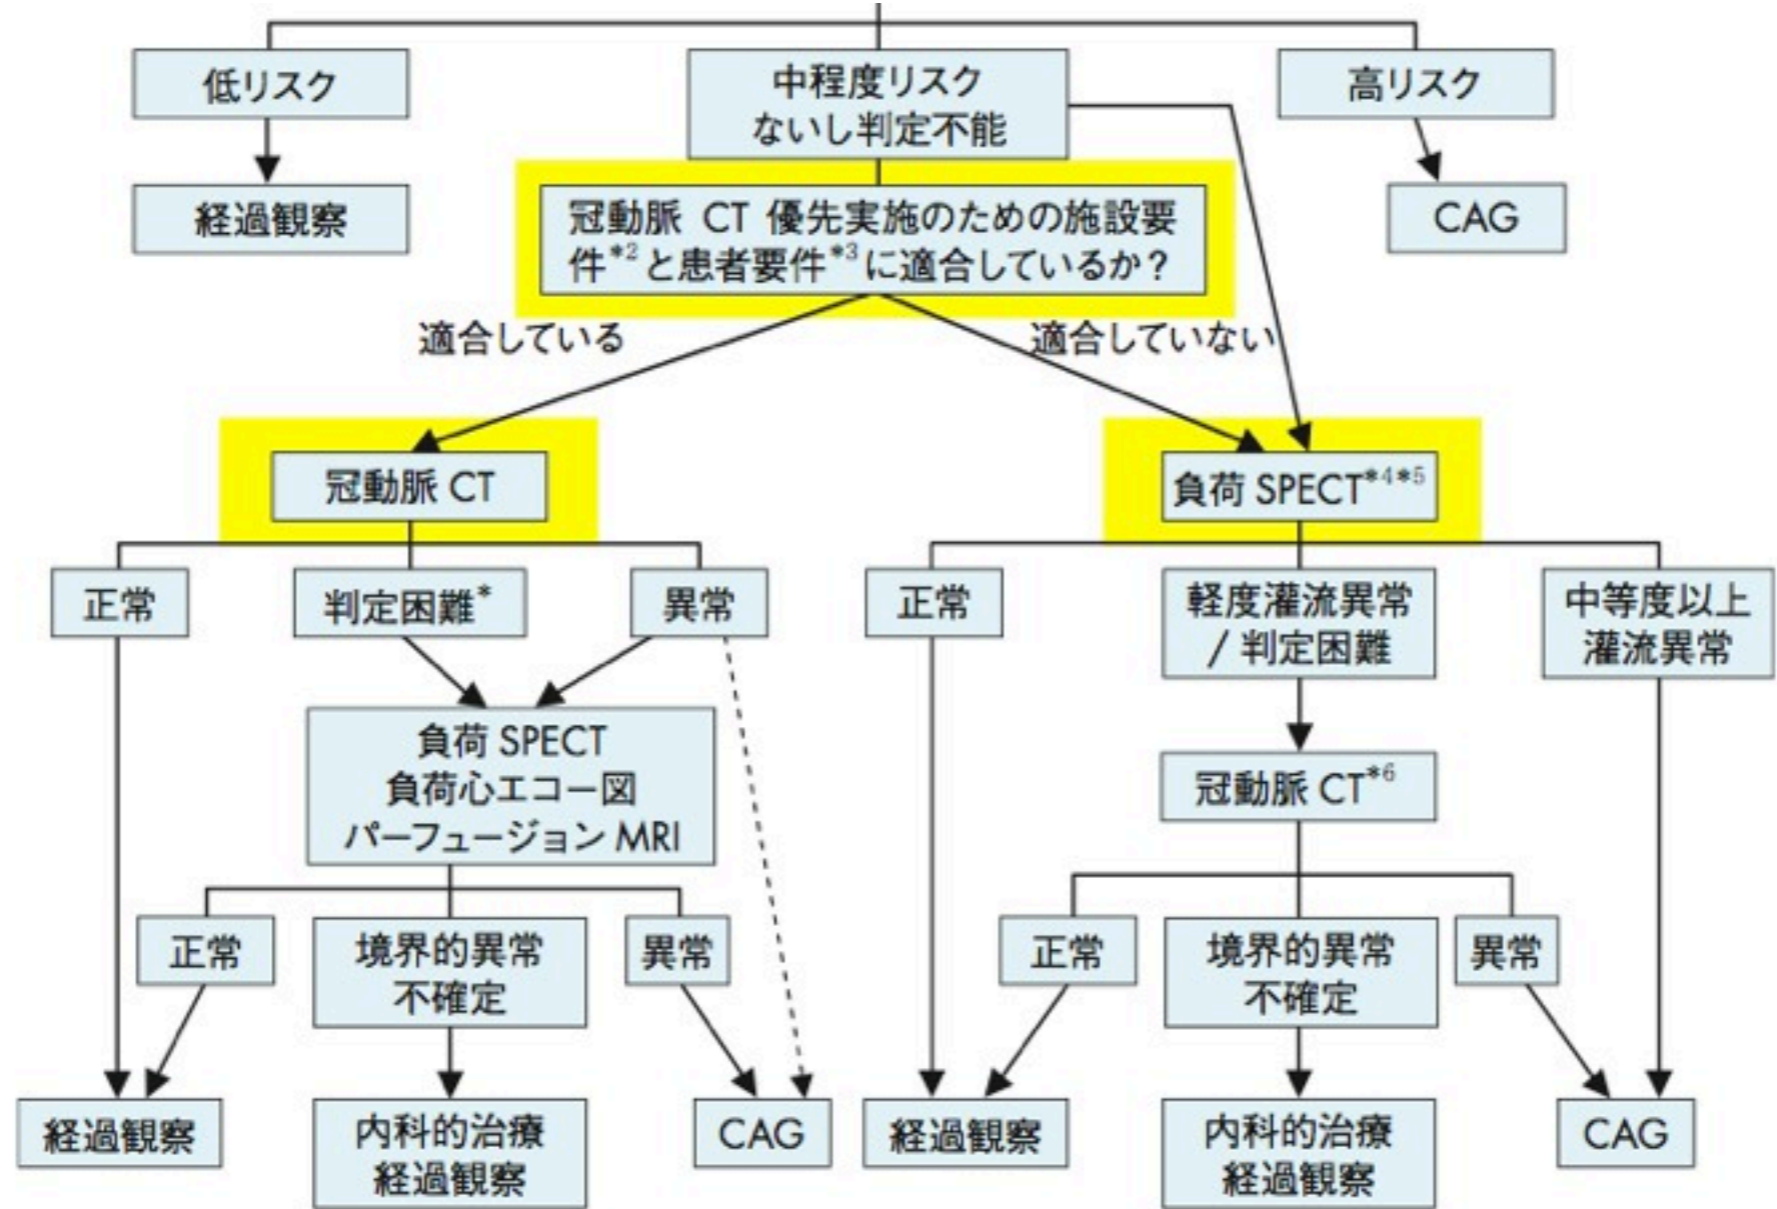 低リスク
中程度リスク
ないし判定不能
高リスク
経過観察
冠動脈 CT 優先実施のための施設要
件*2と患者要件*3に適合しているか？
CAG
適合している
適合していない
冠動脈 CT
負荷 SPECT*4*5
正常
判定困難*
異常
正常
軽度灌流異常
/ 判定困難
中等度以上
灌流異常
負荷 SPECT
負荷心エコー図
パーフュージョン MRI
冠動脈 CT*6
正常
境界的異常
不確定
異常
正常
境界的異常
不確定
異常
経過観察
内科的治療
経過観察
CAG
経過観察
内科的治療
経過観察
CAG